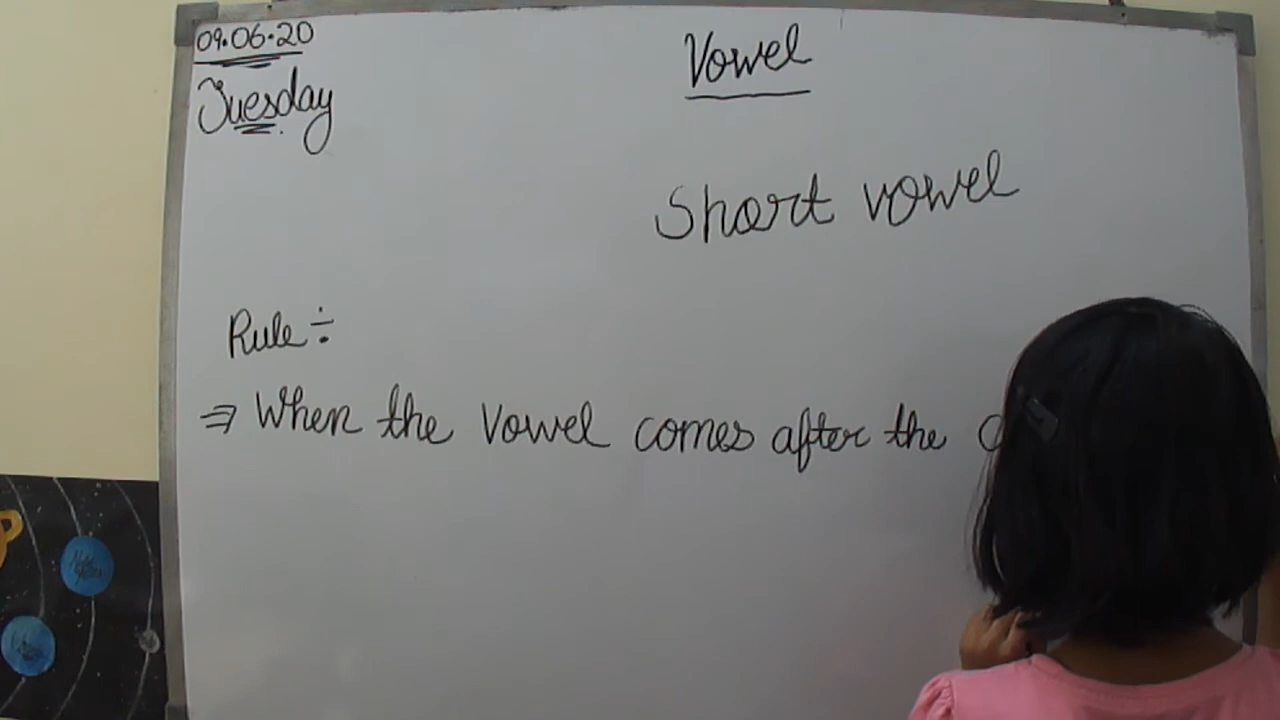 09.06.20
Vowel
Tuesday
Short vowel
Rule ÷
⇒ When the Vowel comes after the